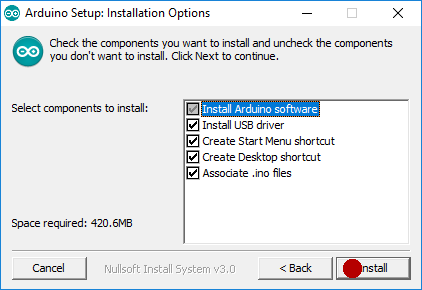 Arduino Setup: Installation Options
Check the components you want to install and uncheck the components
you don't want to install. Click Next to continue.
Select components to install:
Install Arduino software
Install USB driver
Create Start Menu shortcut
Create Desktop shortcut
Associate .ino files
Space required: 420.6MB
Cancel
Nullsoft Install System v3.0
< Back
Install